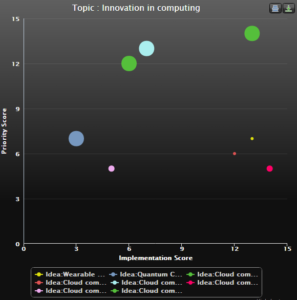 Topic : Innovation in computing
15
12
9
6
3
0
Priority Score
0 3 6 9 12 15
Implementation Score
Idea:Wearable ... Idea:Quantum C... Idea:Cloud com...
Idea:Cloud com... Idea:Cloud com... Idea:Cloud com...
Idea:Cloud com... Idea:Cloud com...